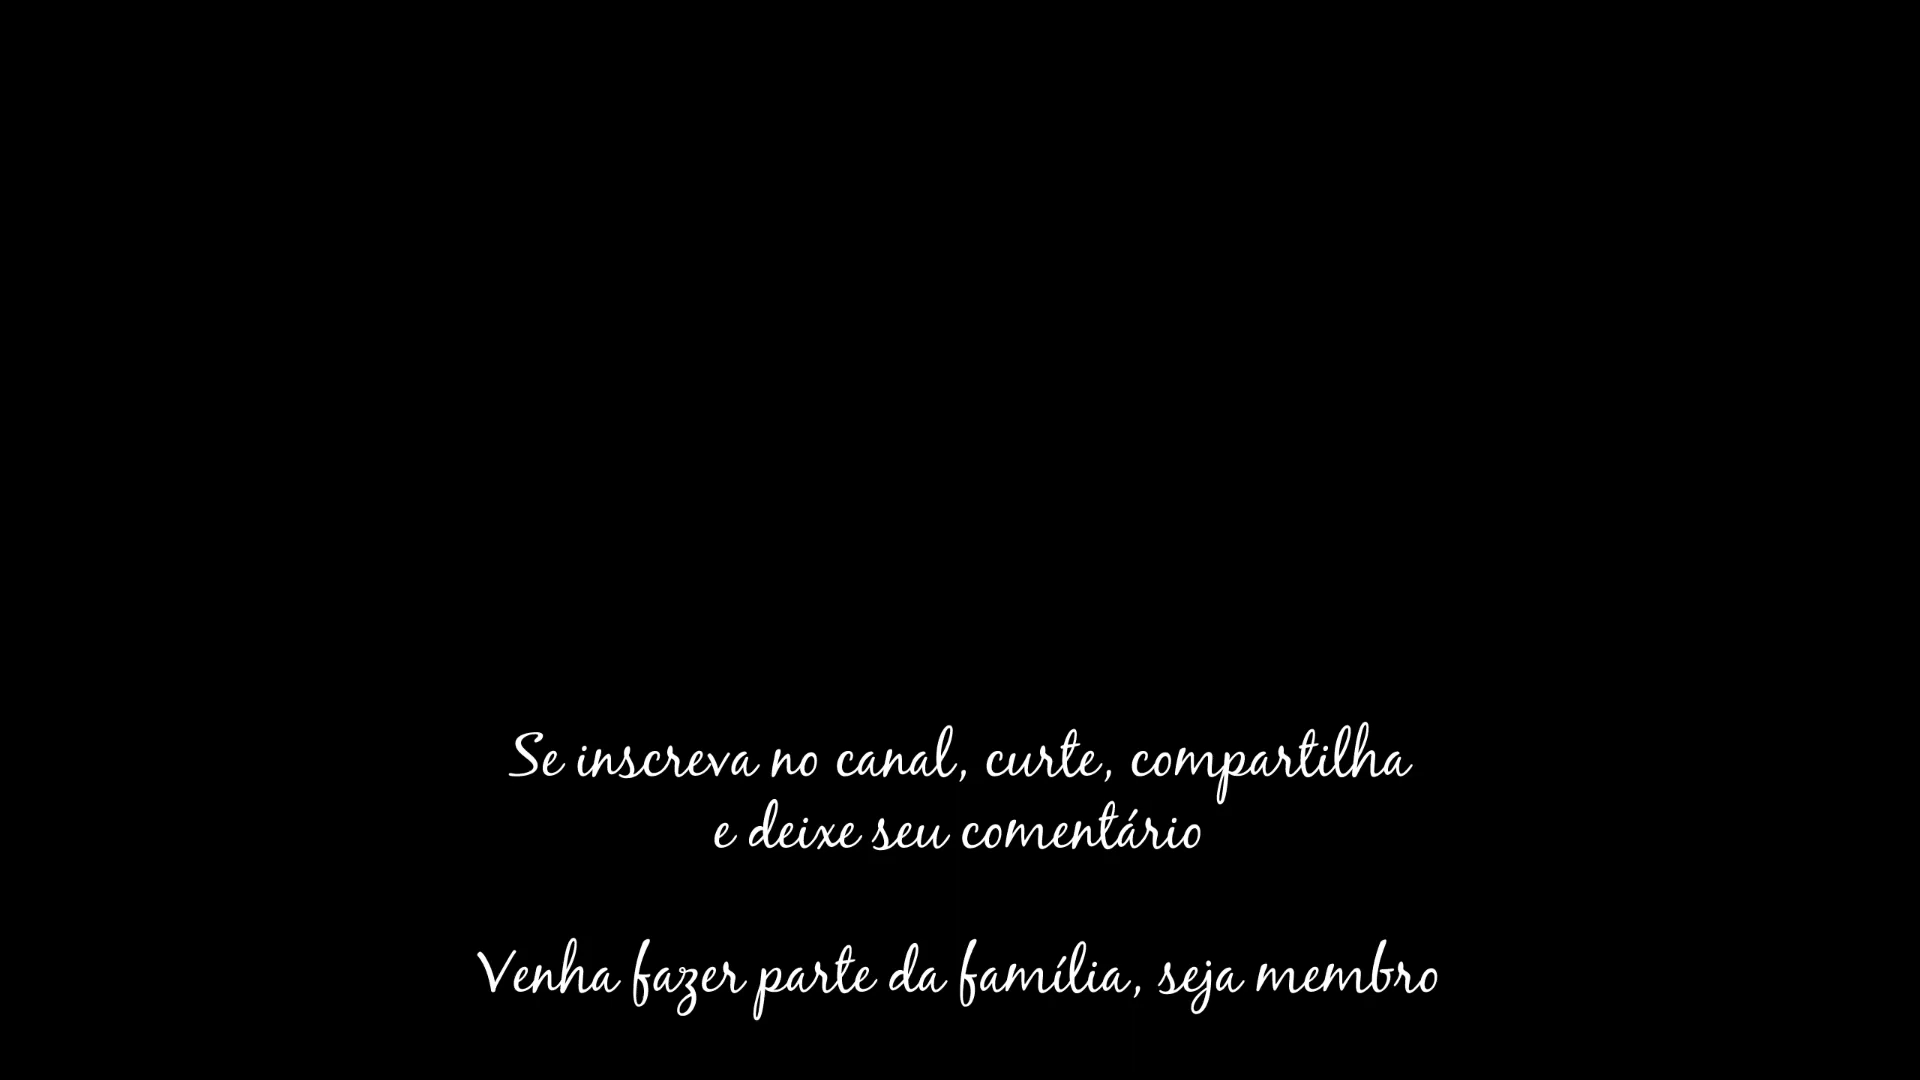 Se inscreva no canal, curte, compartilha
e deixe seu comentário
Venha fazer parte da família, seja membro